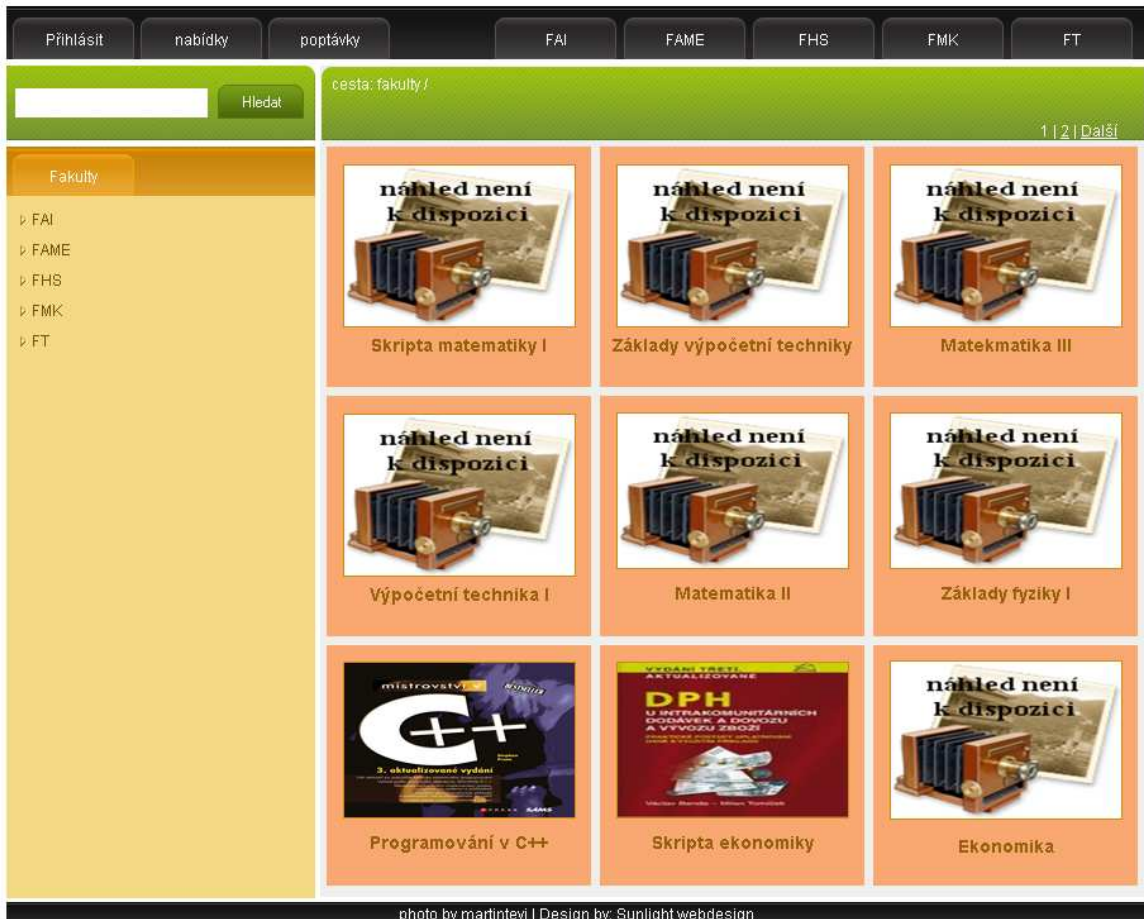 Přihlásit nabídky poptávky FAI FAME FHS FMK FT
Hledat
cesta: fakulty /
1 | 2 | Další
Fakulty
FAI
FAME
FHS
FMK
FT
náhled není
k dispozici
Skripta matematiky I
náhled není
k dispozici
Základy výpočetní techniky
náhled není
k dispozici
Matekmatika III
náhled není
k dispozici
Výpočetní technika I
náhled není
k dispozici
Matematika II
náhled není
k dispozici
Základy fyziky I
mistrovství v
BESTSELLER
C++
3. aktualizované vydání
Stephen
Prata
SAMS
Programování v C++
VYDÁNÍ TŘETÍ,
AKTUALIZOVANÉ
DPH
U INTRAKOMUNITÁRNÍCH
DODÁVEK A DOVOZU
A VÝVOZU ZBOŽÍ
Skripta ekonomiky
náhled není
k dispozici
Ekonomika
photo by martintevi | Design by: Sunlight webdesign